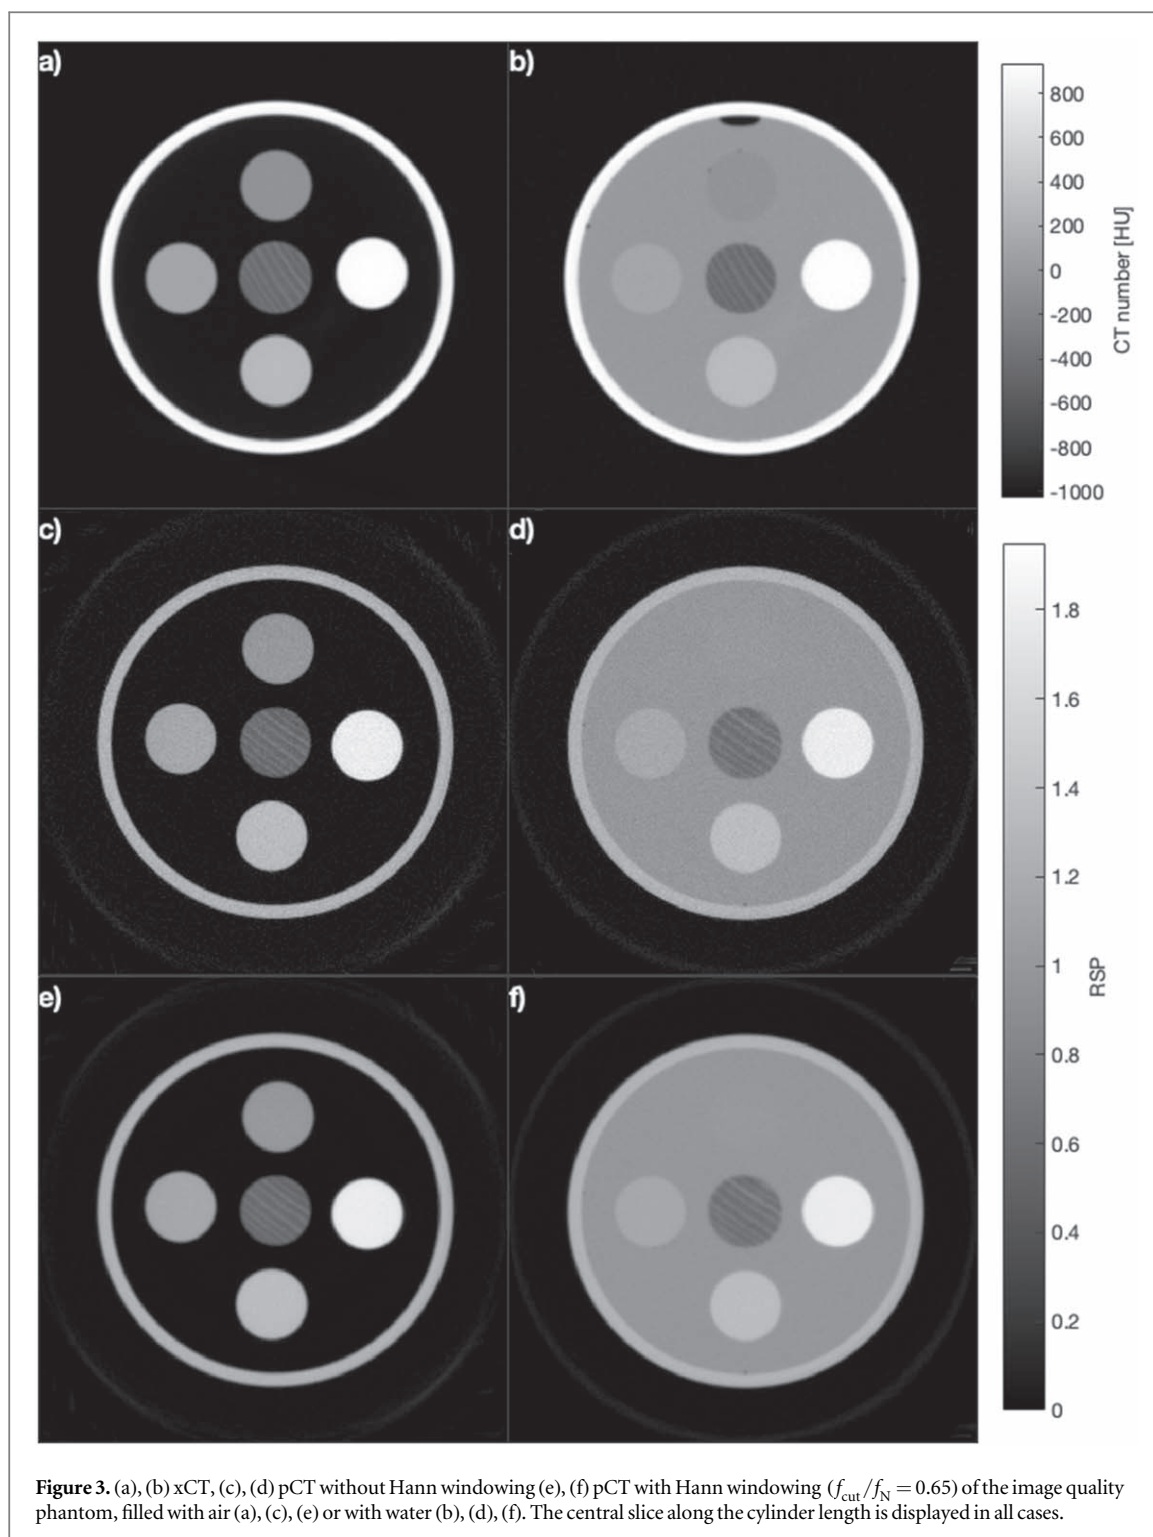 a)
b)
800
600
400
200
0
-200
-400
-600
-800
-1000
CT number [HU]
c)
d)
1.8
1.6
1.4
1.2
1
0.8
0.6
0.4
0.2
0
RSP
e)
f)
Figure 3. (a), (b) xCT, (c), (d) pCT without Hann windowing (e), (f) pCT with Hann windowing (f_cut/f_N = 0.65) of the image quality
phantom, filled with air (a), (c), (e) or with water (b), (d), (f). The central slice along the cylinder length is displayed in all cases.